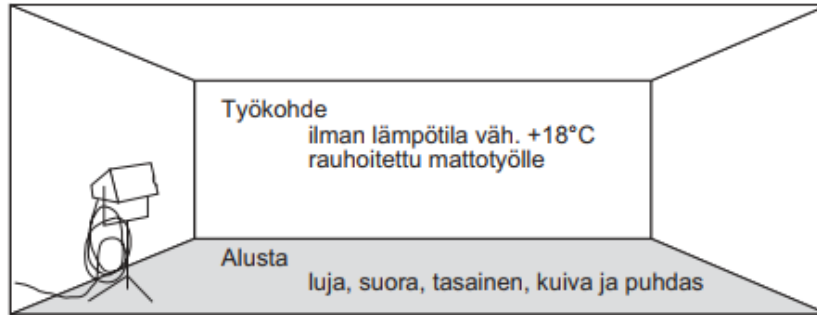 Työkohde
ilman lämpötila väh. +18°C
rauhoitettu mattotyölle
Alusta
luja, suora, tasainen, kuiva ja puhdas